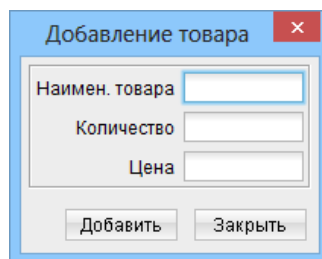 Добавление товара
Наимен. товара
Количество
Цена
Добавить Закрыть